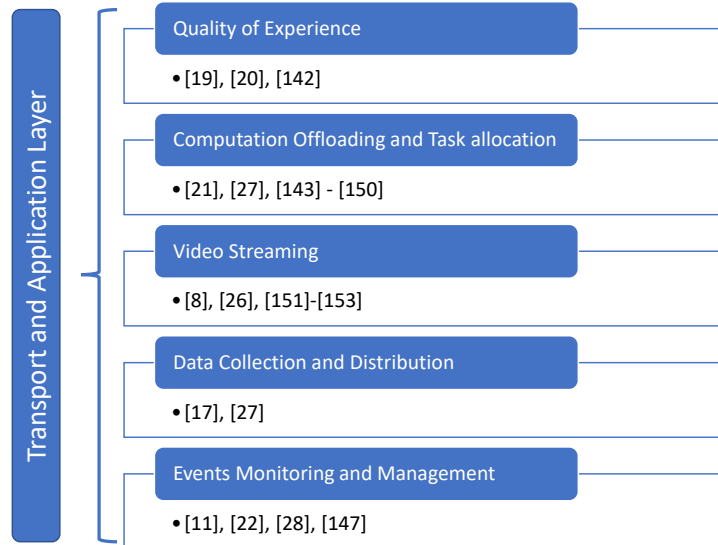 Transport and Application Layer
Quality of Experience
• [19], [20], [142]
Computation Offloading and Task allocation
• [21], [27], [143] - [150]
Video Streaming
• [8], [26], [151]-[153]
Data Collection and Distribution
• [17], [27]
Events Monitoring and Management
• [11], [22], [28], [147]